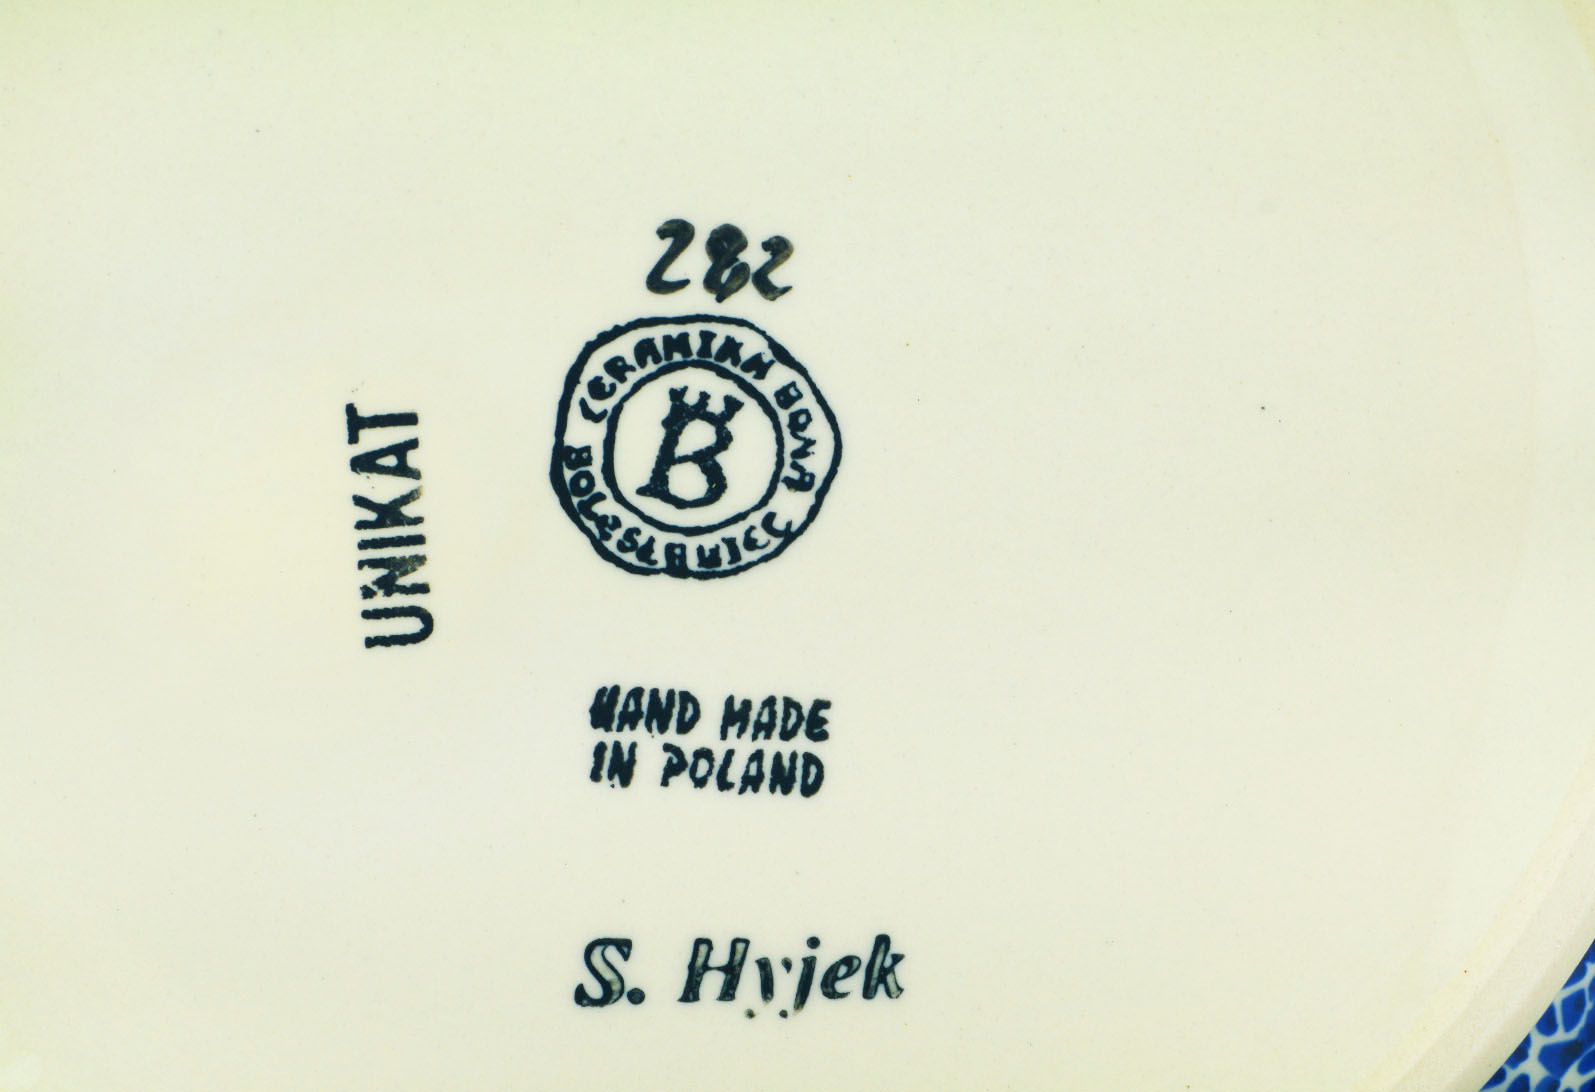 282
CERAMIKA BONA
B
BOLESŁAWIEC
UNIKAT
HAND MADE
IN POLAND
S. Hyjek